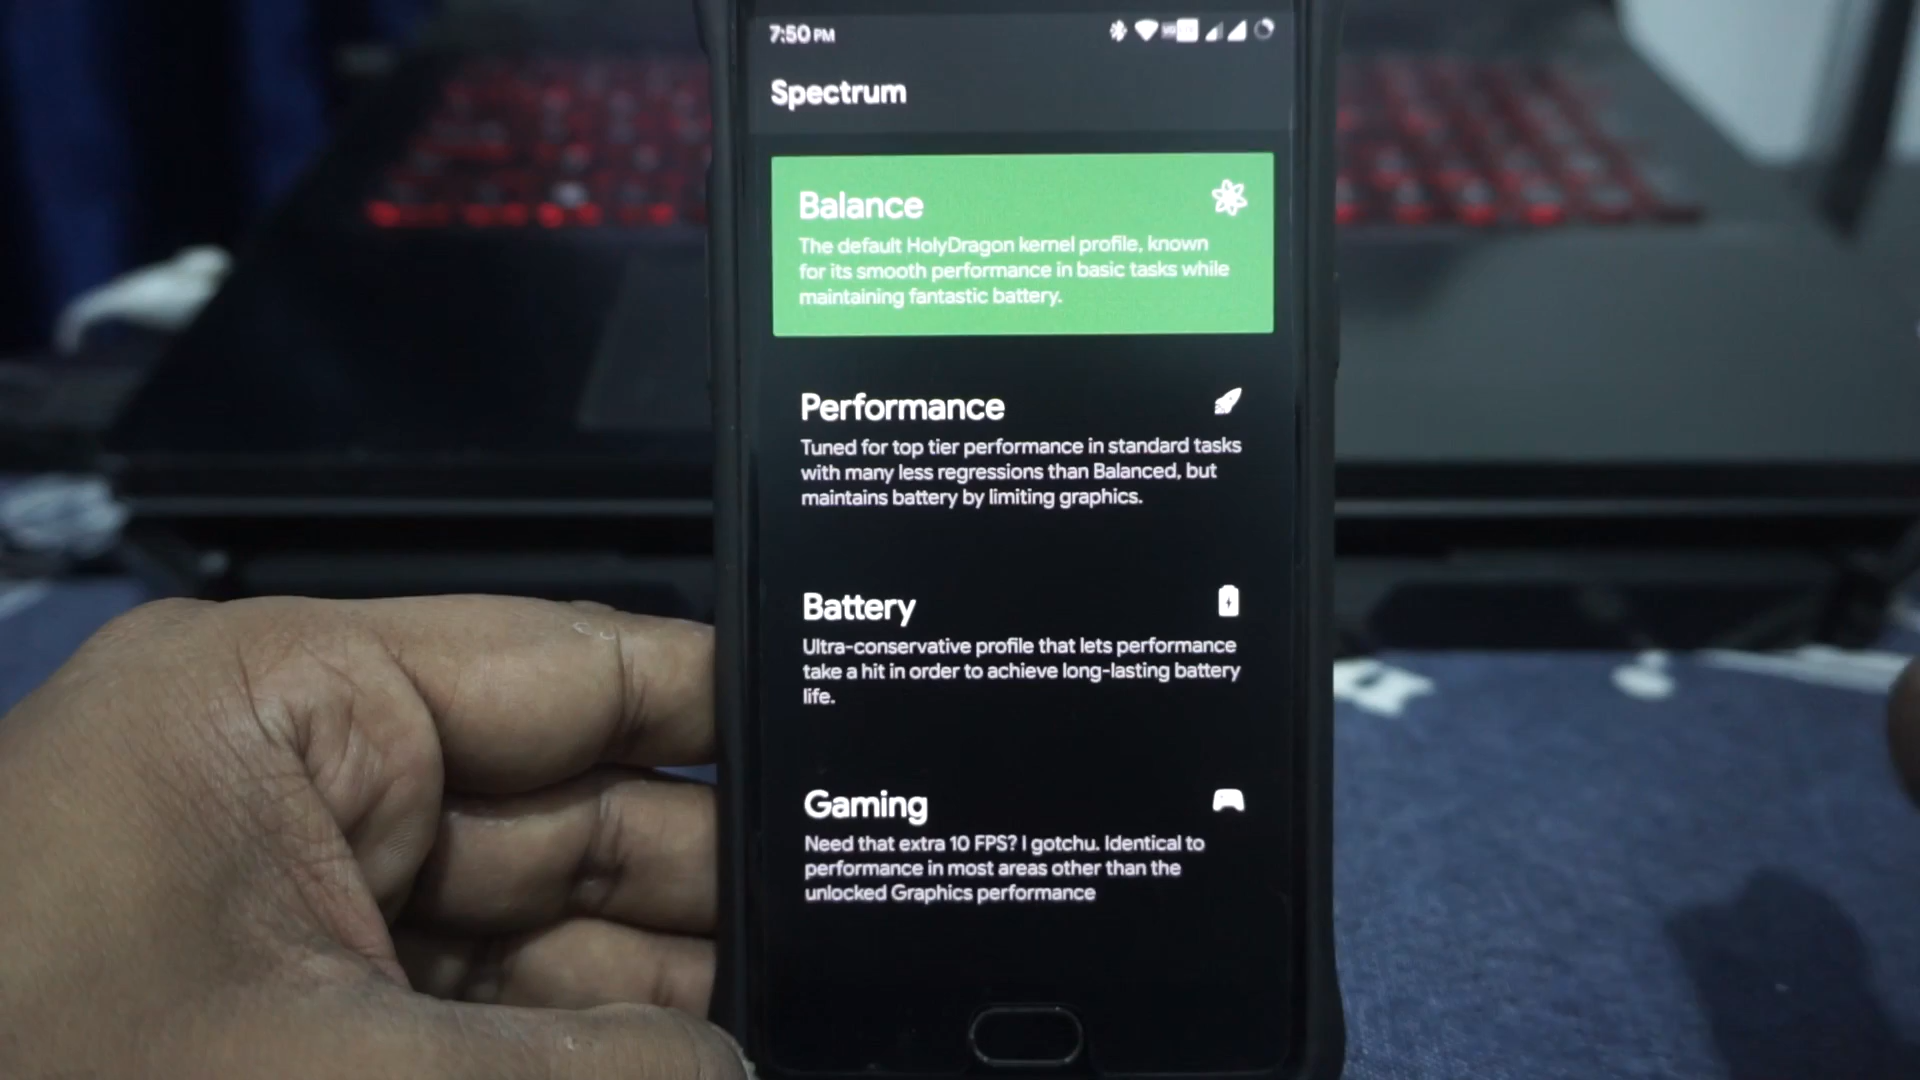 7:50 PM
Spectrum
Balance
The default HolyDragon kernel profile, known
for its smooth performance in basic tasks while
maintaining fantastic battery.
Performance
Tuned for top tier performance in standard tasks
with many less regressions than Balanced, but
maintains battery by limiting graphics.
Battery
Ultra-conservative profile that lets performance
take a hit in order to achieve long-lasting battery
life.
Gaming
Need that extra 10 FPS? I gotchu. Identical to
performance in most areas other than the
unlocked Graphics performance